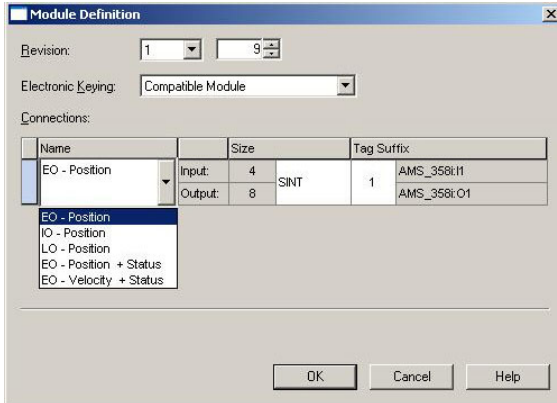 Module Definition
Revision: 1 9
Electronic Keying: Compatible Module
Connections:
Name Size Tag Suffix
EO - Position Input: 4 SINT 1 AMS_358i:I1
Output: 8 AMS_358i:O1
EO - Position
IO - Position
LO - Position
EO - Position + Status
EO - Velocity + Status
OK Cancel Help